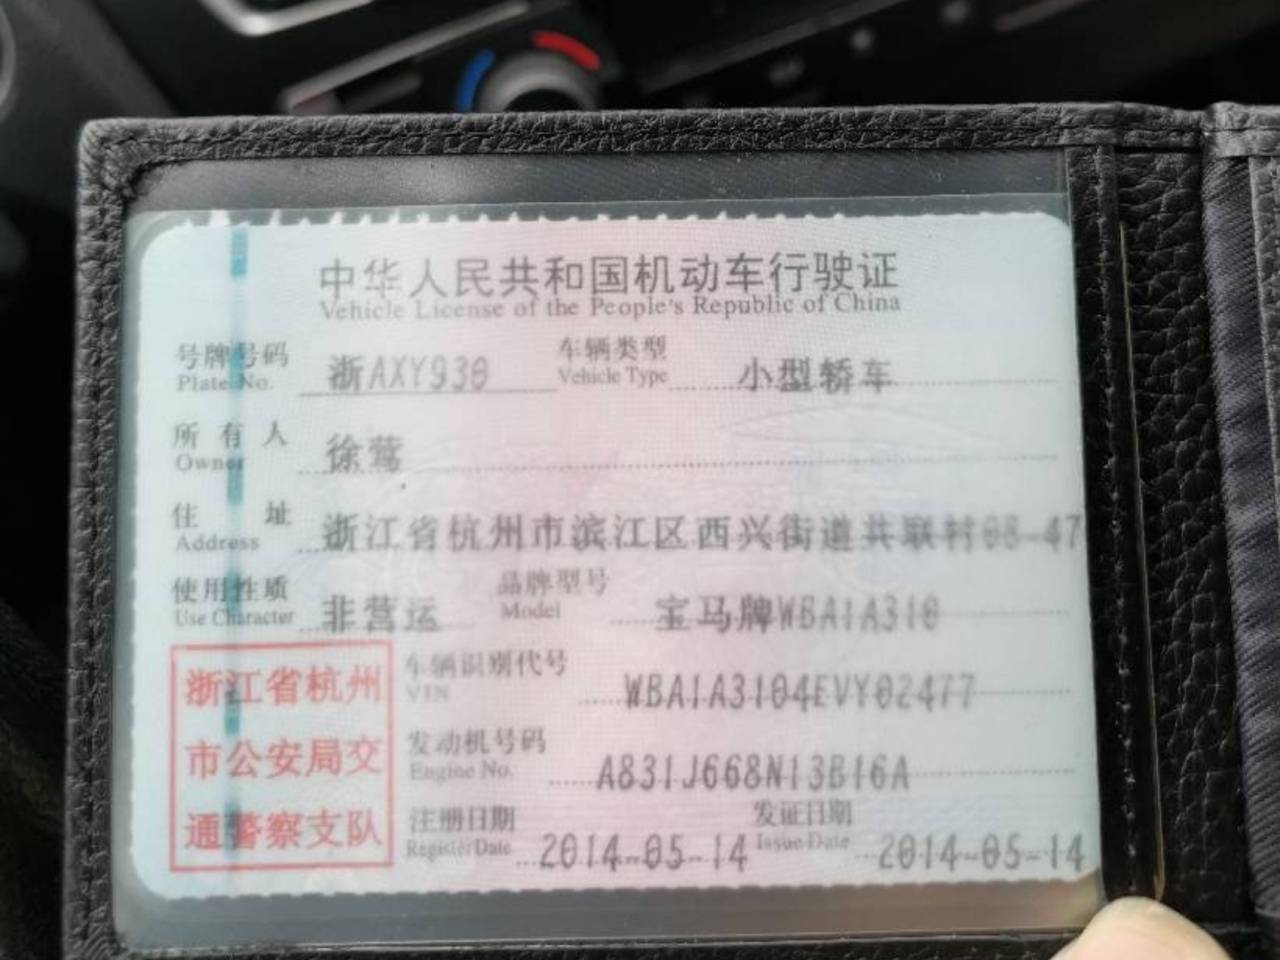 中华人民共和国机动车行驶证
Vehicle License of the People's Republic of China
号牌号码 浙AXY930 车辆类型 小型轿车
Plate No. Vehicle Type
所有人 徐莺
Owner
住址 浙江省杭州市滨江区西兴街道共联村08-47
Address
使用性质 非营运 品牌型号 宝马牌WBA1A310
Use Character Model
浙江省杭州 车辆识别代号 WBA1A3104EVY02477
VIN
市公安局交 发动机号码 A831J668N13B16A
Engine No.
通警察支队 注册日期 2014-05-14 发证日期 2014-05-14
Register Date Issue Date